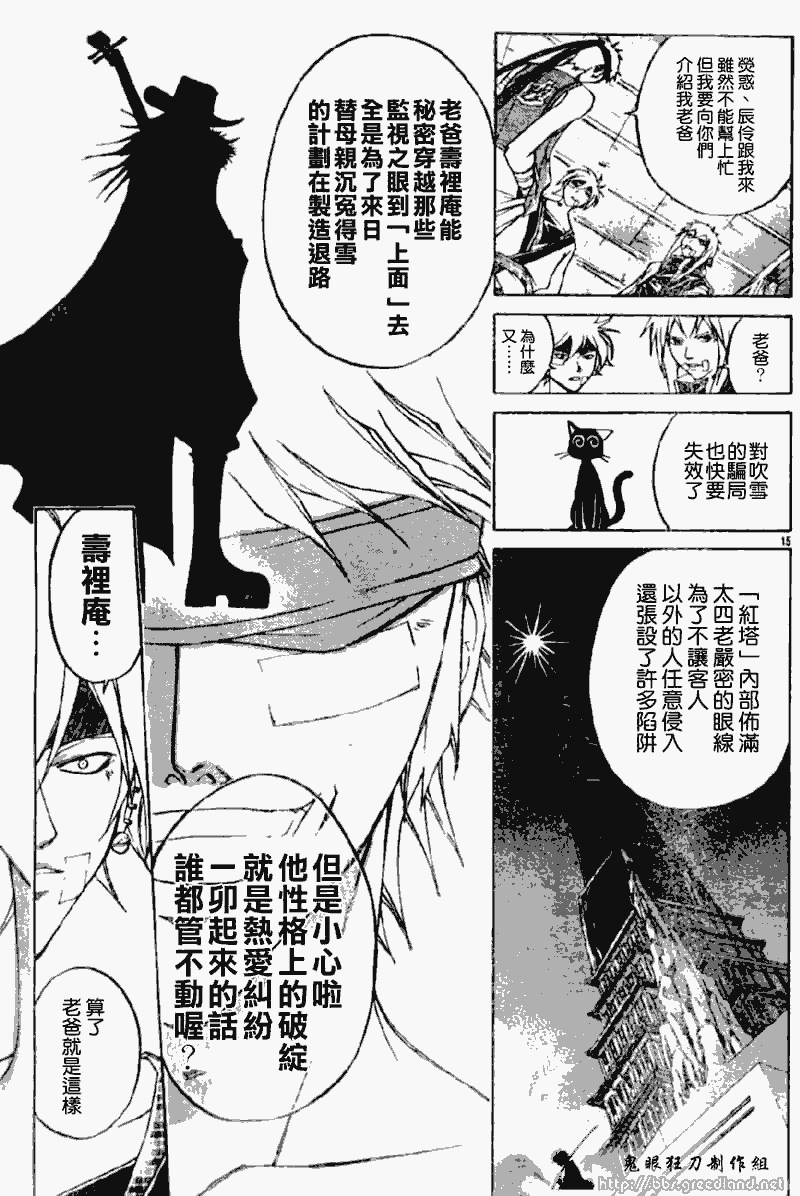 熒惑、辰伶跟我來
雖然不能幫上忙
但我要向你們
介紹我老爸
老爸?
為什麼
又……
對吹雪
的騙局
也快要
失效了
15
「紅塔」內部佈滿
太四老嚴密的眼線
為了不讓客人
以外的人任意侵入
還張設了許多陷阱
老爸壽裡庵能
秘密穿越那些
監視之眼到「上面」去
全是為了來日
替母親沉冤得雪
的計劃在製造退路
但是小心啦
他性格上的破綻
就是熱愛糾紛
一卯起來的話
誰都管不動喔?
壽裡庵…
算了
老爸就是這樣
鬼眼狂刀制作組
http://bbs.greedland.net/